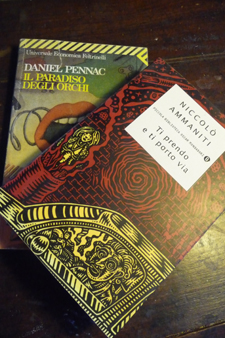 Universale Economica Feltrinelli
DANIEL PENNAC
IL PARADISO
DEGLI ORCHI
NICCOLÒ
AMMANITI
Ti prendo
e ti porto via